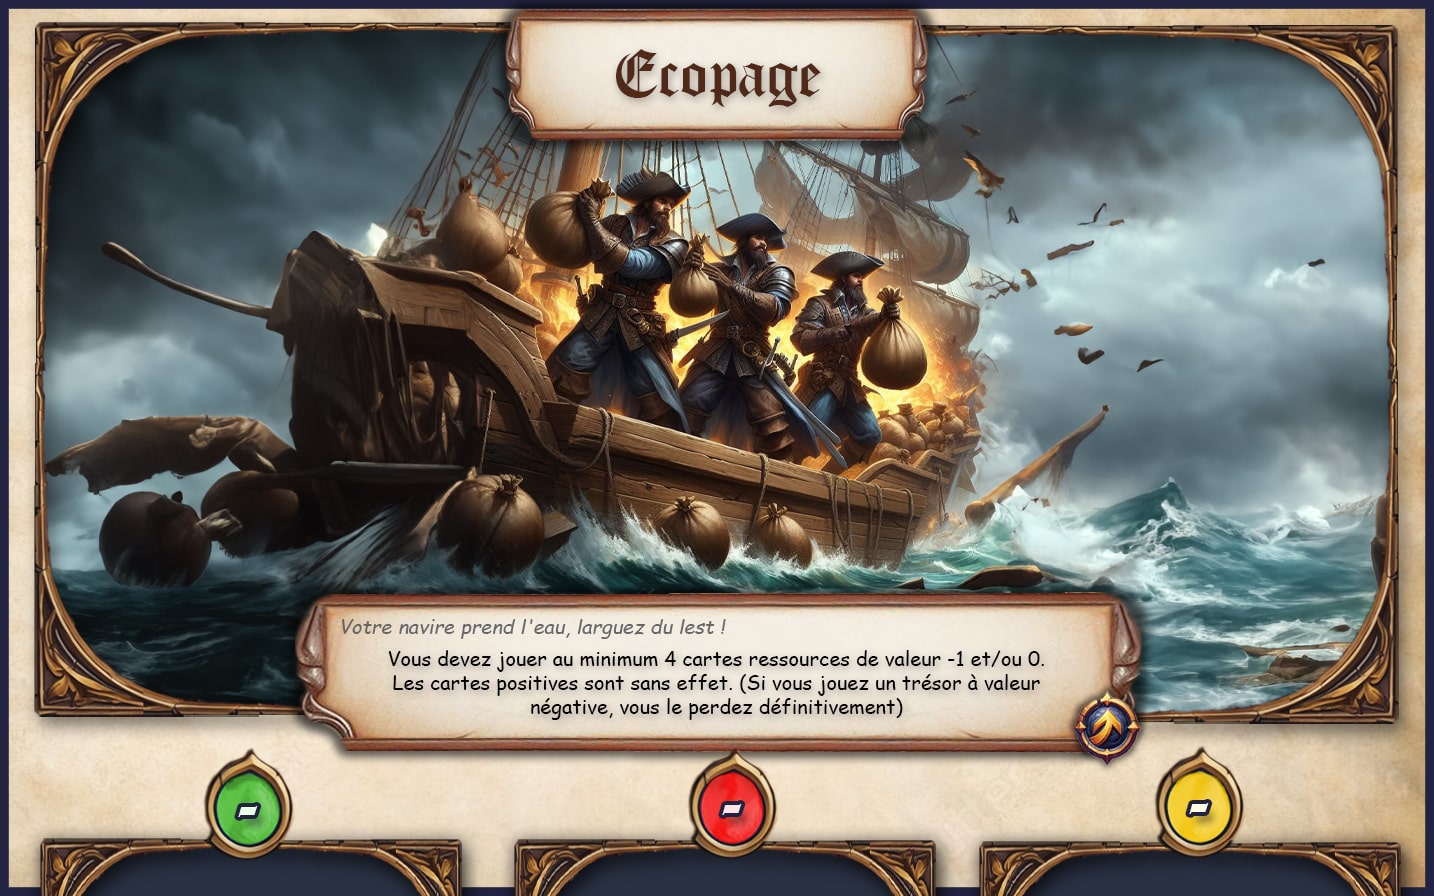 Ecopage
Votre navire prend l'eau, larguez du lest !
Vous devez jouer au minimum 4 cartes ressources de valeur -1 et/ou 0.
Les cartes positives sont sans effet. (Si vous jouez un trésor à valeur
négative, vous le perdez définitivement)
- - -